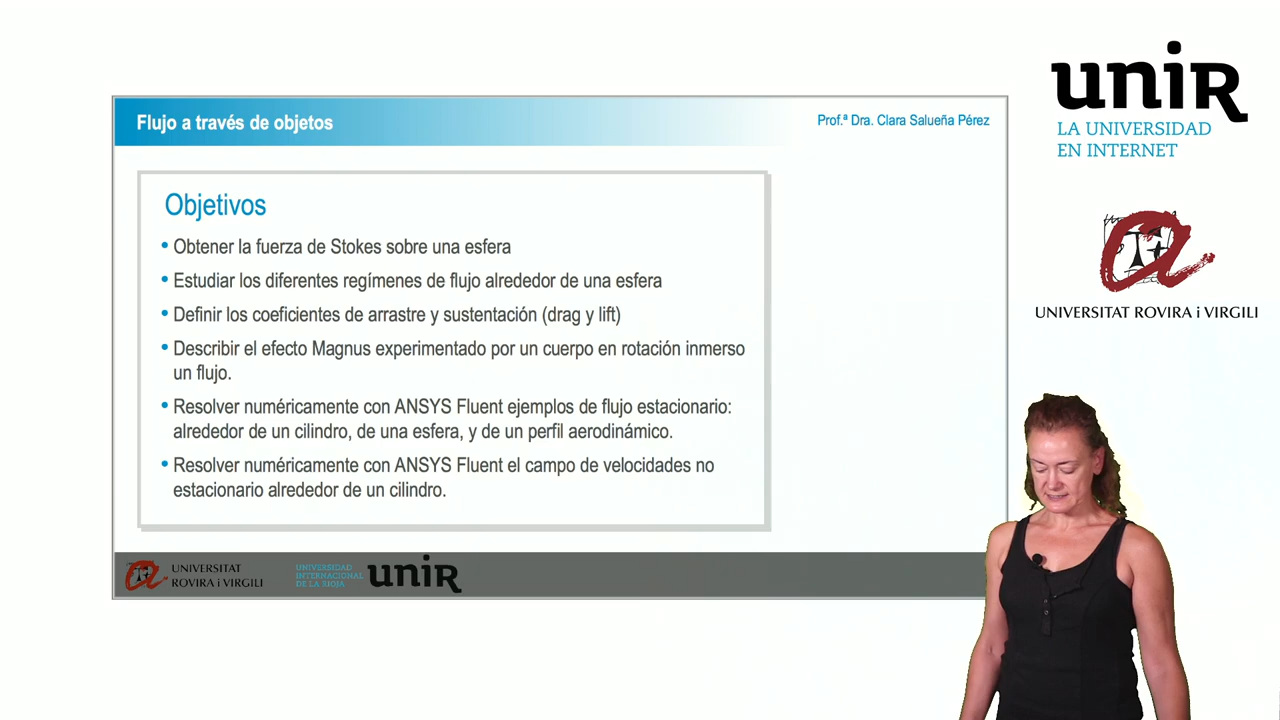 Flujo a través de objetos
Prof.ª Dra. Clara Salueña Pérez
Objetivos
• Obtener la fuerza de Stokes sobre una esfera
• Estudiar los diferentes regímenes de flujo alrededor de una esfera
• Definir los coeficientes de arrastre y sustentación (drag y lift)
• Describir el efecto Magnus experimentado por un cuerpo en rotación inmerso
un flujo.
• Resolver numéricamente con ANSYS Fluent ejemplos de flujo estacionario:
alrededor de un cilindro, de una esfera, y de un perfil aerodinámico.
• Resolver numéricamente con ANSYS Fluent el campo de velocidades no
estacionario alrededor de un cilindro.
UNIVERSITAT
ROVIRA i VIRGILI
UNIVERSIDAD
INTERNACIONAL
DE LA RIOJA
uniR
uniR
LA UNIVERSIDAD
EN INTERNET
UNIVERSITAT ROVIRA i VIRGILI